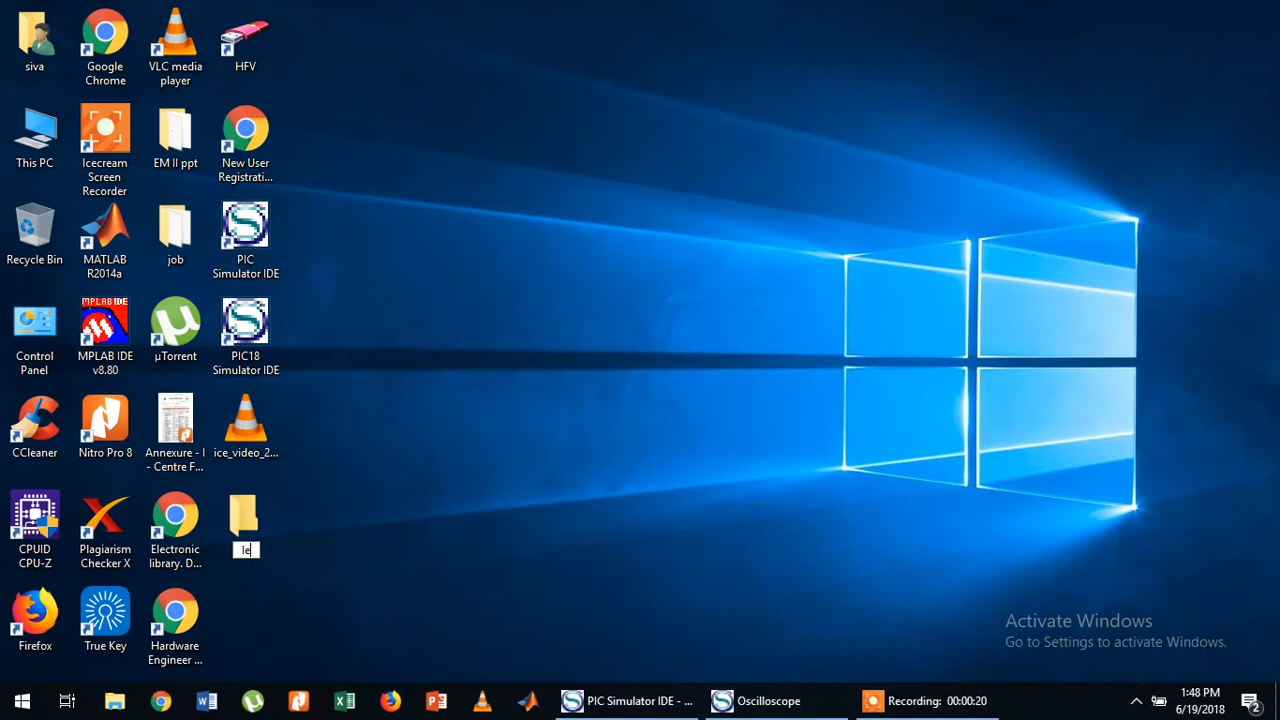 siva
Google
Chrome
VLC media
player
HFV
This PC
Icecream
Screen
Recorder
EM II ppt
New User
Registrati...
Recycle Bin
MATLAB
R2014a
job
PIC
Simulator IDE
Control
Panel
MPLAB IDE
MPLAB IDE
v8.80
µTorrent
PIC18
Simulator IDE
CCleaner
Nitro Pro 8
Annexure - I
- Centre F...
ice_video_2...
CPUID
CPU-Z
Plagiarism
Checker X
Electronic
library. D...
le
Firefox
True Key
Hardware
Engineer ...
Activate Windows
Go to Settings to activate Windows.
PIC Simulator IDE - ...
Oscilloscope
Recording: 00:00:20
1:48 PM
6/19/2018
2